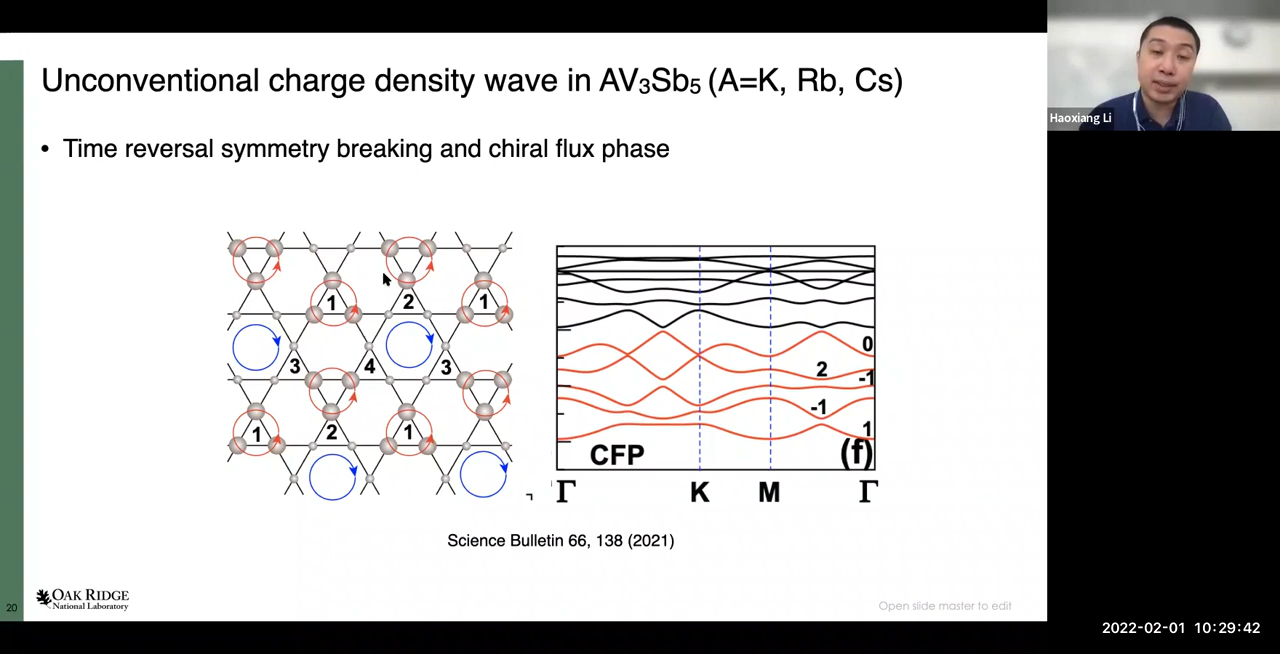 Unconventional charge density wave in AV₃Sb₅ (A=K, Rb, Cs)
Haoxiang Li
• Time reversal symmetry breaking and chiral flux phase
1 2 1
3 4 3
1 2 1
0
2 -1
-1
1
CFP (f)
Γ K M Γ
Science Bulletin 66, 138 (2021)
OAK RIDGE
National Laboratory
20
Open slide master to edit
2022-02-01 10:29:42